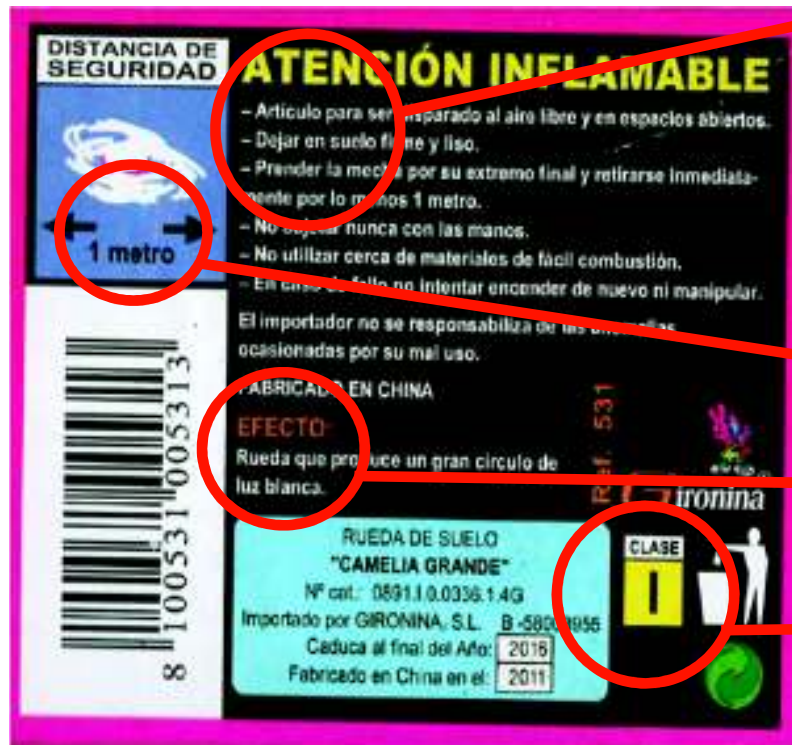 DISTANCIA DE
SEGURIDAD
1 metro
ATENCIÓN INFLAMABLE
– Artículo para ser disparado al aire libre y en espacios abiertos.
– Dejar en suelo firme y liso.
– Prender la mecha por su extremo final y retirarse inmediata-
mente por lo menos 1 metro.
– No sujetar nunca con las manos.
– No utilizar cerca de materiales de fácil combustión.
– En caso de fallo no intentar encender de nuevo ni manipular.
El importador no se responsabiliza de las anomalías
ocasionadas por su mal uso.
FABRICADO EN CHINA
EFECTO:
Rueda que produce un gran círculo de
luz blanca.
Ref. 531
Gironina
RUEDA DE SUELO
"CAMELIA GRANDE"
Nº cat.: 0891.I.0.0336.1.4G
Importado por GIRONINA, S.L.
Caduca al final del Año: 2016
Fabricado en China en el: 2011
CLASE
I
8 100531 005313